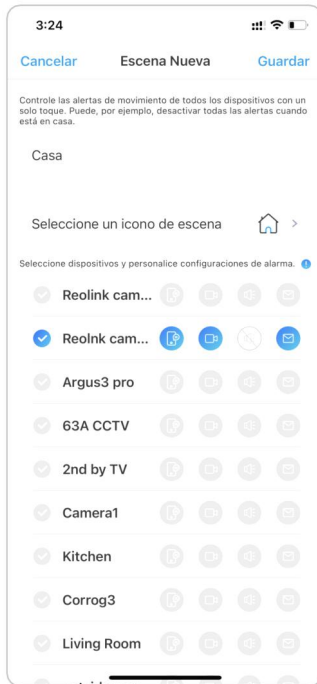 3:24
Cancelar Escena Nueva Guardar
Controle las alertas de movimiento de todos los dispositivos con un
solo toque. Puede, por ejemplo, desactivar todas las alertas cuando
está en casa.
Casa
Seleccione un icono de escena
Seleccione dispositivos y personalice configuraciones de alarma.
Reolink cam...
Reolnk cam...
Argus3 pro
63A CCTV
2nd by TV
Camera1
Kitchen
Corrog3
Living Room